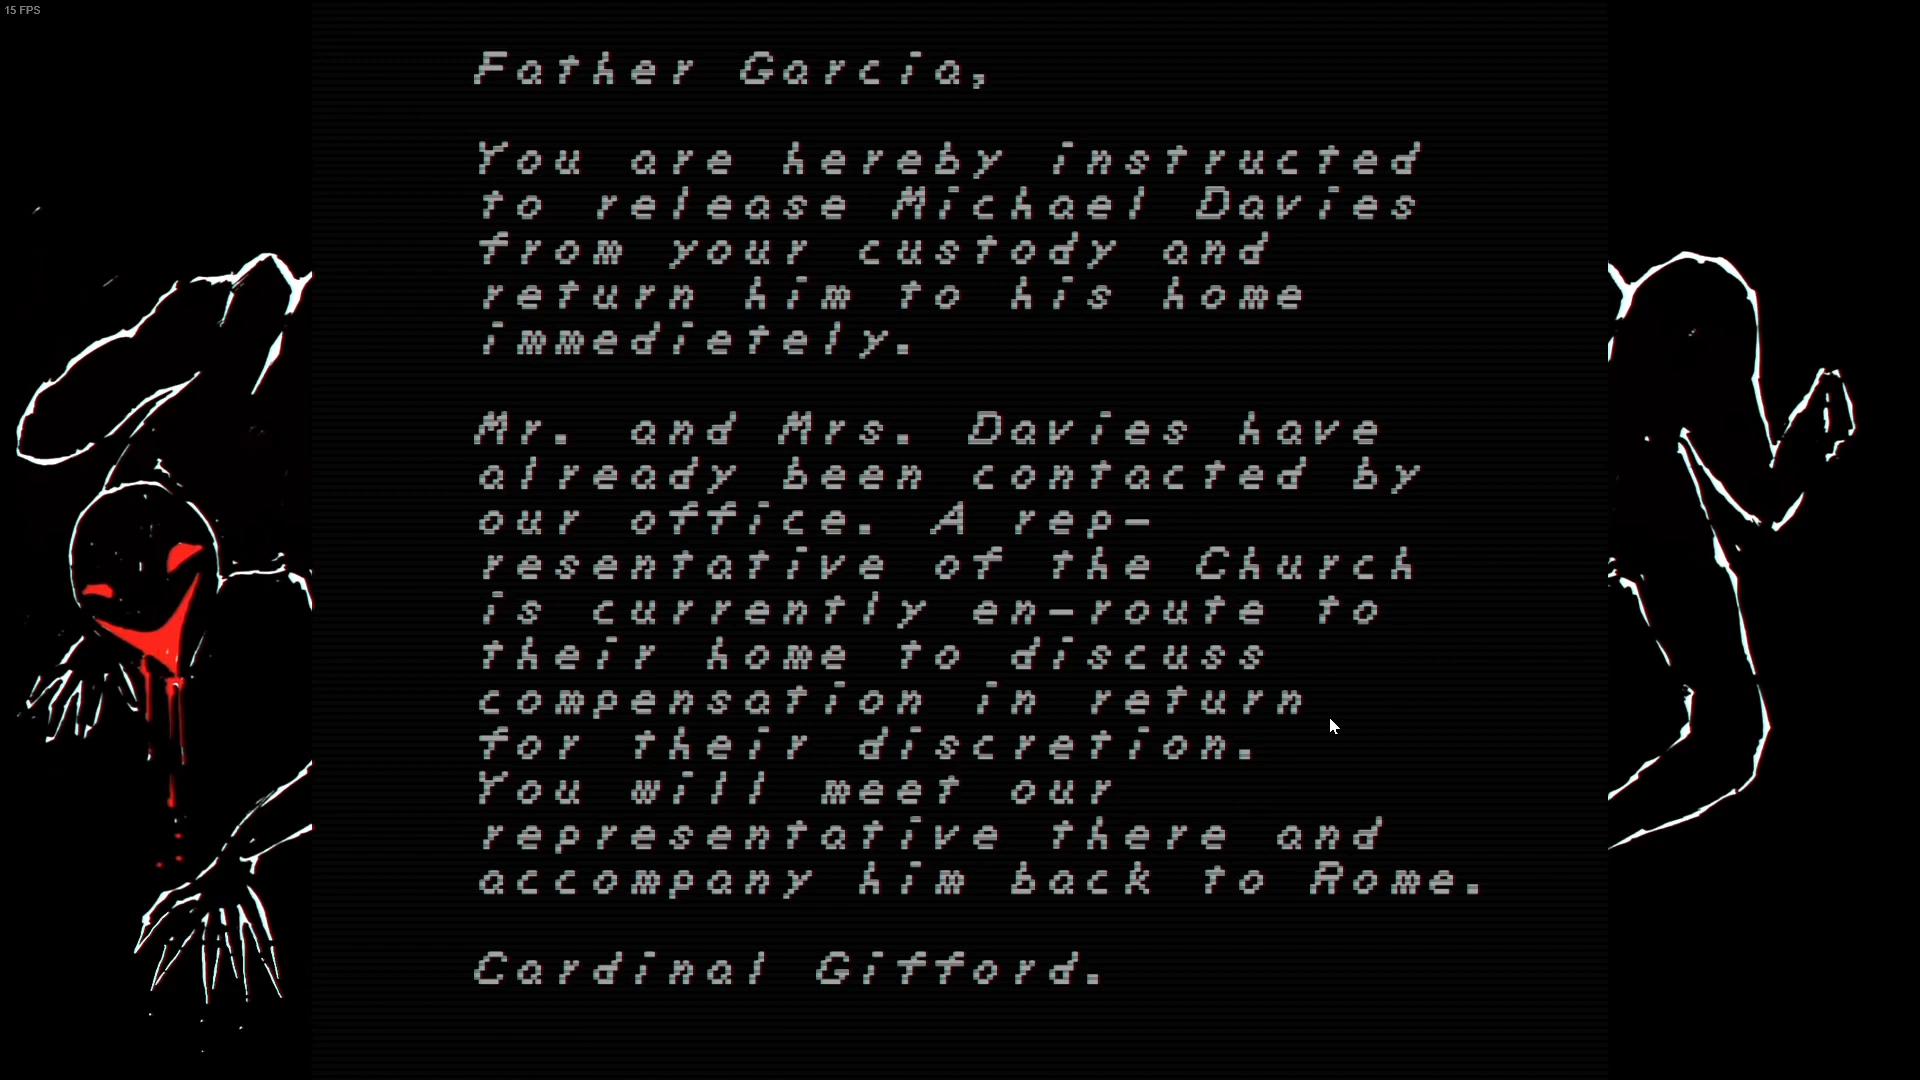 15 FPS
Father Garcia,
You are hereby instructed
to release Michael Davies
from your custody and
return him to his home
immedietely.
Mr. and Mrs. Davies have
already been contacted by
our office. A rep-
resentative of the Church
is currently en-route to
their home to discuss
compensation in return
for their discretion.
You will meet our
representative there and
accompany him back to Rome.
Cardinal Gifford.